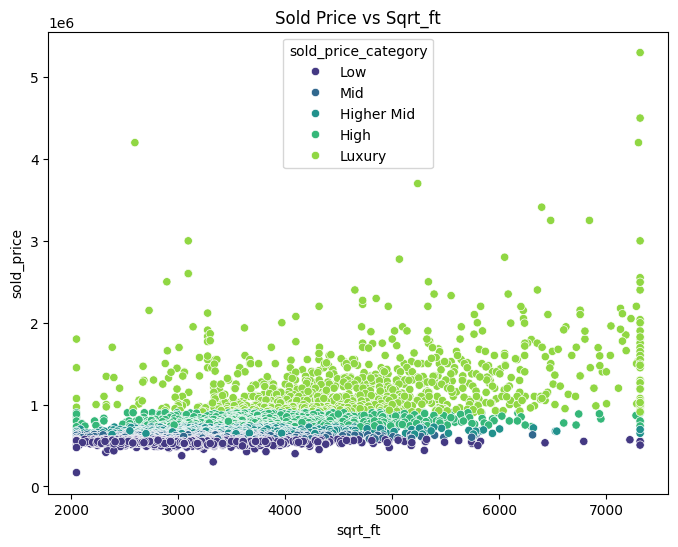 Sold Price vs Sqrt_ft
1e6
sold_price_category
Low
Mid
Higher Mid
High
Luxury
5
4
3
2
1
0
sold_price
2000 3000 4000 5000 6000 7000
sqrt_ft